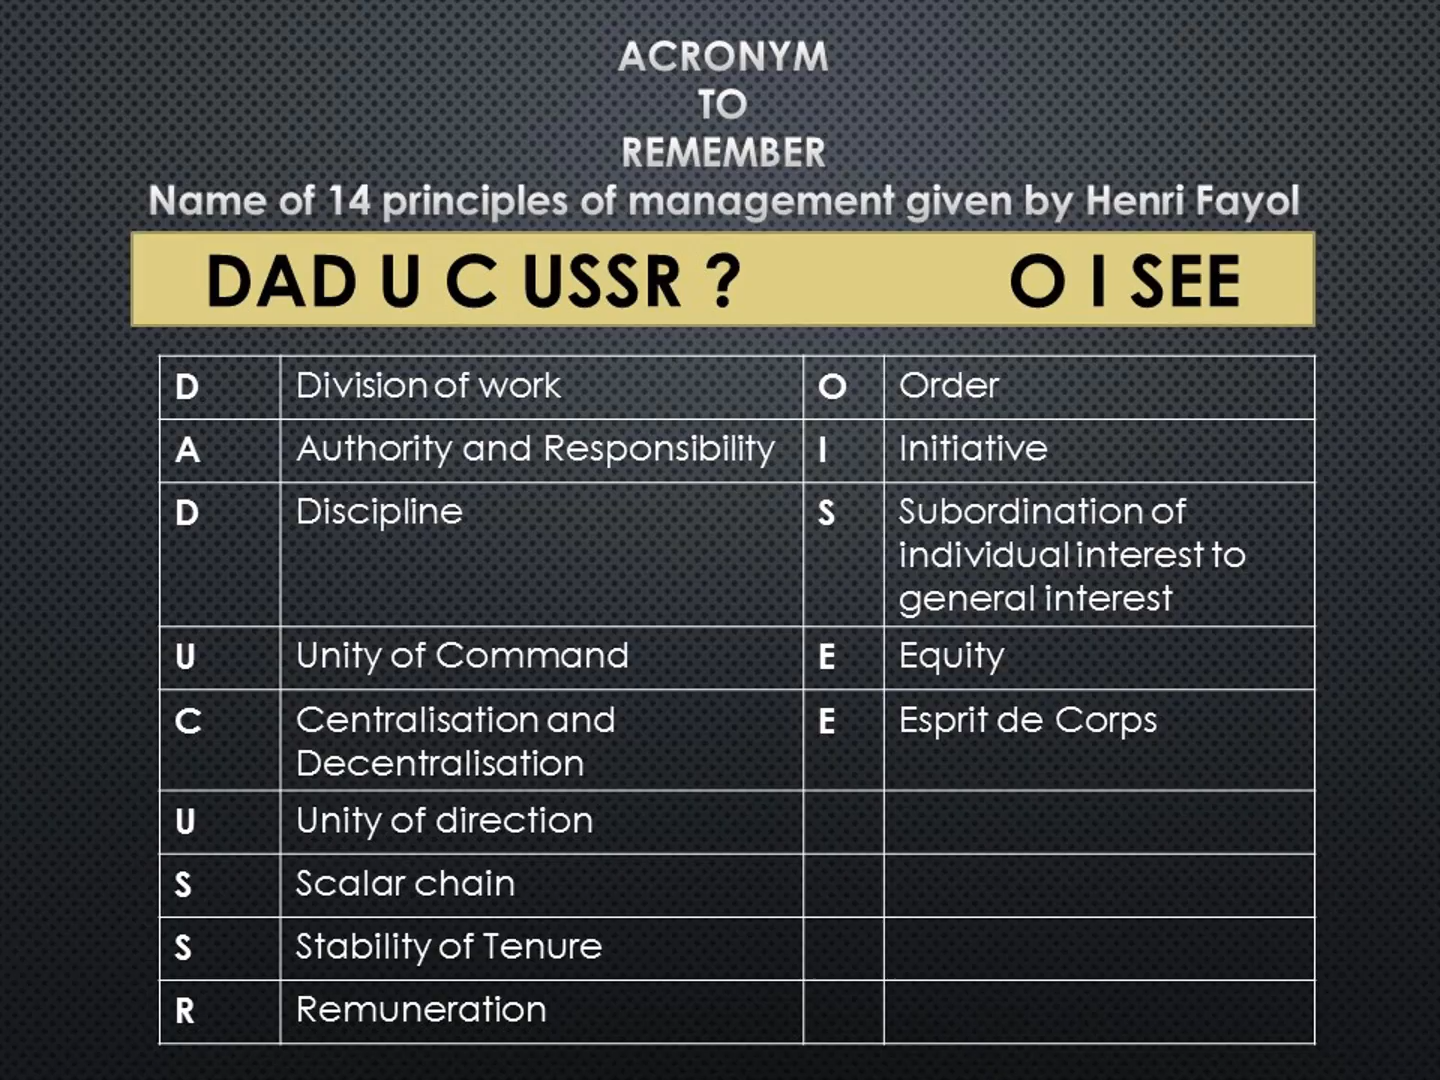 ACRONYM
TO
REMEMBER
Name of 14 principles of management given by Henri Fayol
DAD U C USSR ? O I SEE
D Division of work O Order
A Authority and Responsibility I Initiative
D Discipline S Subordination of
individual interest to
general interest
U Unity of Command E Equity
C Centralisation and E Esprit de Corps
Decentralisation
U Unity of direction
S Scalar chain
S Stability of Tenure
R Remuneration